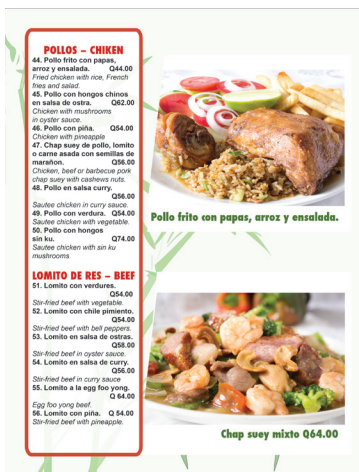 POLLOS – CHIKEN
44. Pollo frito con papas,
arroz y ensalada. Q44.00
Fried chicken with rice, French
fries and salad.
45. Pollo con hongos chinos
en salsa de ostra. Q62.00
Chicken with mushrooms
in oyster sauce.
46. Pollo con piña. Q54.00
Chicken with pineapple
47. Chap suey de pollo, lomito
o carne asada con semillas de
marañon. Q56.00
Chicken, beef or barbecue pork
chap suey with cashews nuts.
48. Pollo en salsa curry.
Q56.00
Sautee chicken in curry sauce.
49. Pollo con verdura. Q54.00
Sautee chicken with vegetable.
50. Pollo con hongos
sin ku. Q74.00
Sautee chicken with sin ku
mushrooms.
LOMITO DE RES – BEEF
51. Lomito con verdures.
Q54.00
Stir-fried beef with vegetable.
52. Lomito con chile pimiento.
Q54.00
Stir-fried beef with bell peppers.
53. Lomito en salsa de ostras.
Q58.00
Stir-fried beef in oyster sauce.
54. Lomito en salsa de curry.
Q56.00
Stir-fried beef in curry sauce
55. Lomito a la egg foo yong.
Q 64.00
Egg foo yong beef.
56. Lomito con piña. Q 54.00
Stir-fried beef with pineapple.
Pollo frito con papas, arroz y ensalada.
Chap suey mixto Q64.00